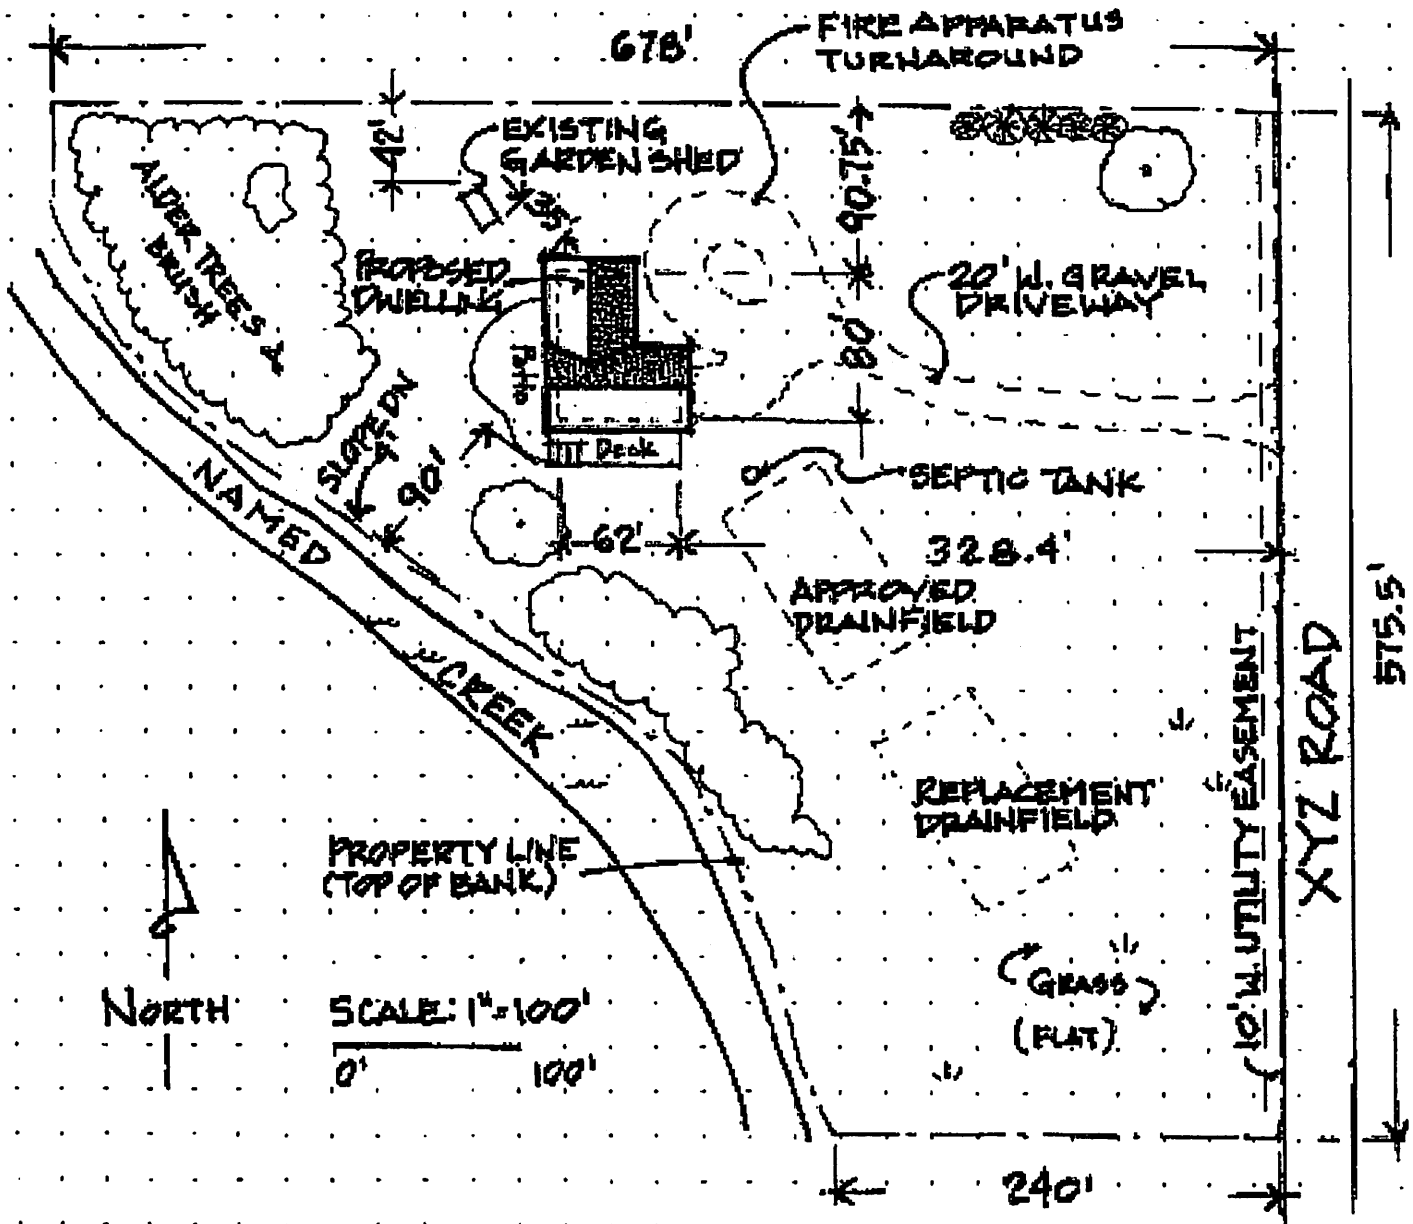 678'
FIRE APPARATUS
TURNAROUND
42'
EXISTING
GARDEN SHED
35'
90.75'
ALDER TREES &
BRUSH
PROPOSED
DWELLING
20' W. GRAVEL
DRIVEWAY
80'
Patio
SLOPE DN
90'
Deck
SEPTIC TANK
62'
328.4'
NAMED
CREEK
APPROVED
DRAINFIELD
575.5'
REPLACEMENT
DRAINFIELD
10' W. UTILITY EASEMENT
XYZ ROAD
PROPERTY LINE
(TOP OF BANK)
NORTH
SCALE: 1"=100'
0' 100'
GRASS
(FLAT)
240'